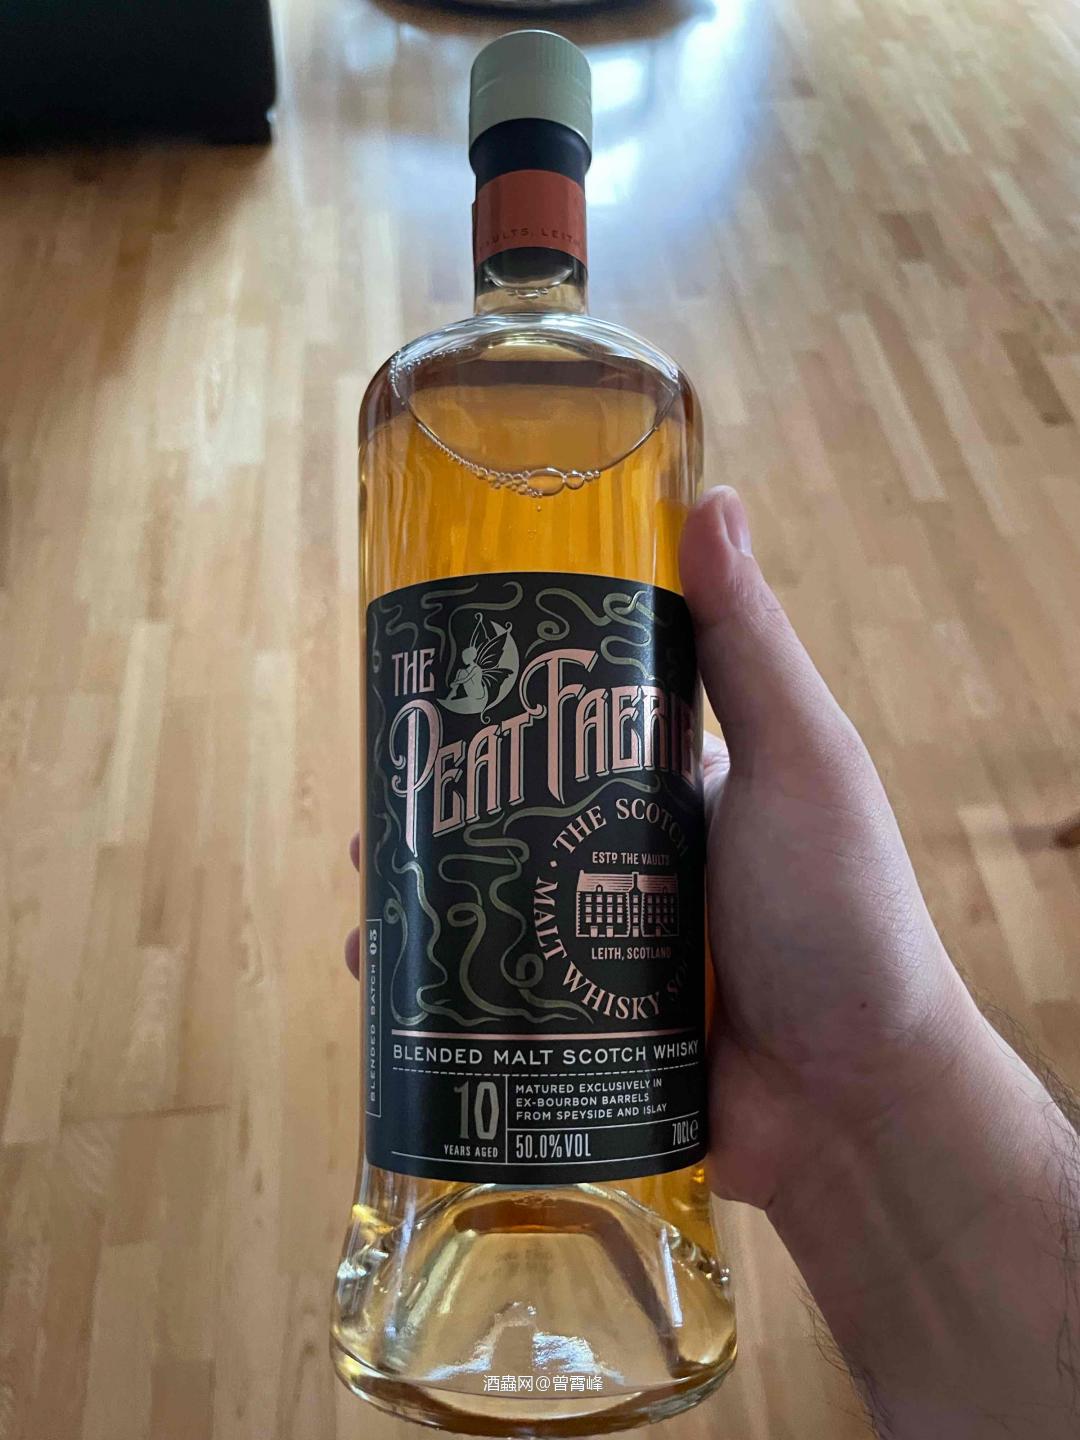 VAULTS, LEITH
THE
PEAT FAERIE
THE SCOTCH
MALT WHISKY
ESTD THE VAULTS
LEITH, SCOTLAND
BLENDED BATCH 03
BLENDED MALT SCOTCH WHISKY
10
YEARS AGED
MATURED EXCLUSIVELY IN
EX-BOURBON BARRELS
FROM SPEYSIDE AND ISLAY
50.0%VOL
70CL e
酒蟲网@曾霄峰